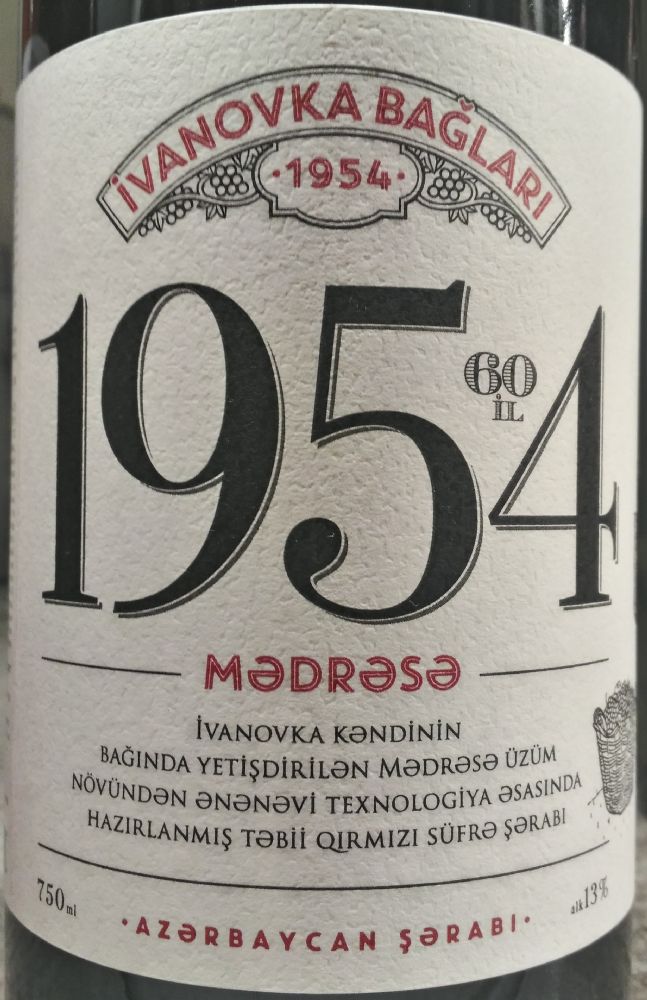 İVANOVKA BAĞLARI
·1954·
1954
60
İL
MƏDRƏSƏ
İVANOVKA KƏNDİNİN
BAĞINDA YETİŞDİRİLƏN MƏDRƏSƏ ÜZÜM
NÖVÜNDƏN ƏNƏNƏVİ TEXNOLOGİYA ƏSASINDA
HAZIRLANMIŞ TƏBİİ QIRMIZI SÜFRƏ ŞƏRABI
750ml
alk13%
·AZƏRBAYCAN ŞƏRABI·